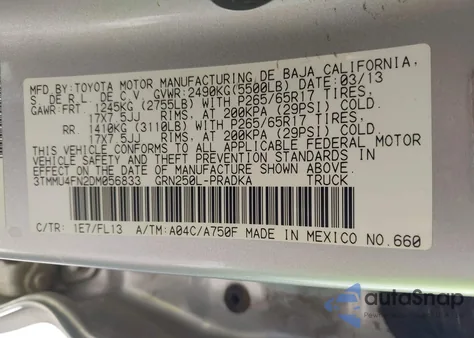 MFD.BY:TOYOTA MOTOR MANUFACTURING DE BAJA CALIFORNIA,
S. DE R.L. DE C.V. GVWR:2490KG(5500LB) DATE:03/13
GAWR:FRT. 1245KG(2755LB) WITH P265/65R17 TIRES,
17X7.5JJ RIMS, AT 200KPA(29PSI) COLD.
RR. 1410KG(3110LB) WITH P265/65R17 TIRES,
17X7.5JJ RIMS, AT 200KPA(29PSI) COLD.
THIS VEHICLE CONFORMS TO ALL APPLICABLE FEDERAL MOTOR
VEHICLE SAFETY AND THEFT PREVENTION STANDARDS IN
EFFECT ON THE DATE OF MANUFACTURE SHOWN ABOVE.
3TMMU4FN2DM056833 GRN250L-PRADKA TRUCK
C/TR: 1E7/FL13 A/TM: A04C/A750F MADE IN MEXICO NO.660
autoSnap